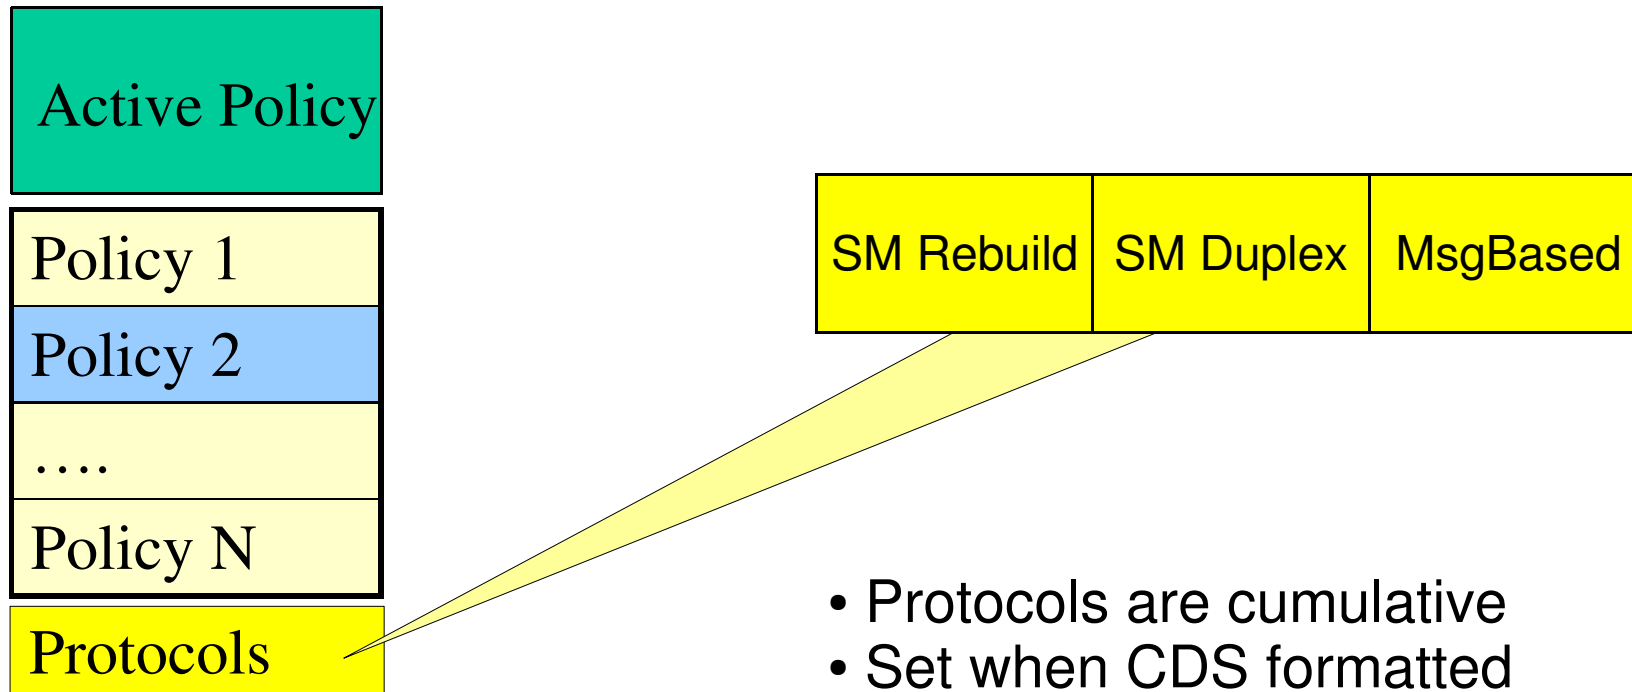 Active Policy
Policy 1
Policy 2
....
Policy N
Protocols
SM Rebuild
SM Duplex
MsgBased
• Protocols are cumulative
• Set when CDS formatted